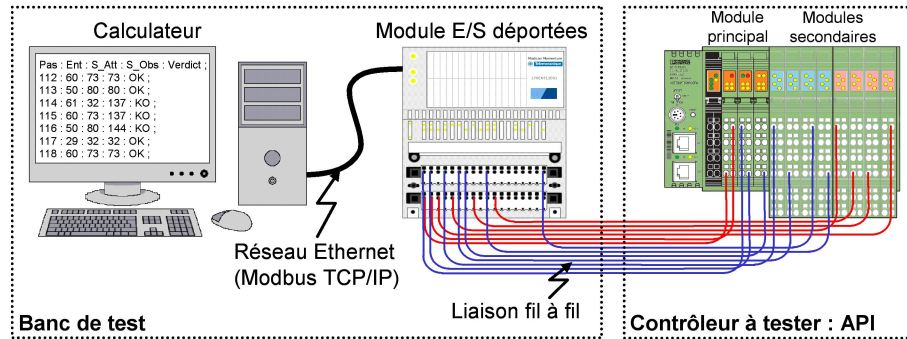 Calculateur
Module E/S déportées
Module
principal
Modules
secondaires
Pas : Ent : S_Att : S_Obs : Verdict ;
112 : 60 : 73 : 73 : OK ;
113 : 50 : 80 : 80 : OK ;
114 : 61 : 32 : 137 : KO ;
115 : 60 : 73 : 137 : KO ;
116 : 50 : 80 : 144 : KO ;
117 : 29 : 32 : 32 : OK ;
118 : 60 : 73 : 73 : OK ;
Modicon Momentum
Telemecanique
Réseau Ethernet
(Modbus TCP/IP)
Liaison fil à fil
Banc de test
Contrôleur à tester : API